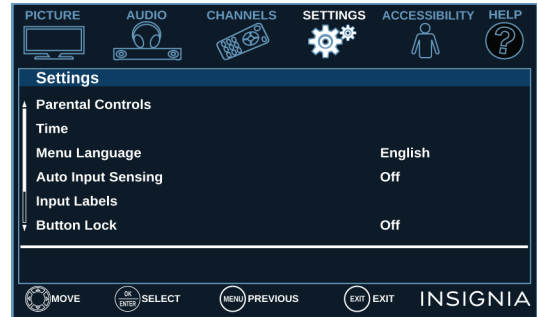 PICTURE AUDIO CHANNELS SETTINGS ACCESSIBILITY HELP
?
Settings
Parental Controls
Time
Menu Language English
Auto Input Sensing Off
Input Labels
Button Lock Off
MOVE OK ENTER SELECT MENU PREVIOUS EXIT EXIT INSIGNIA